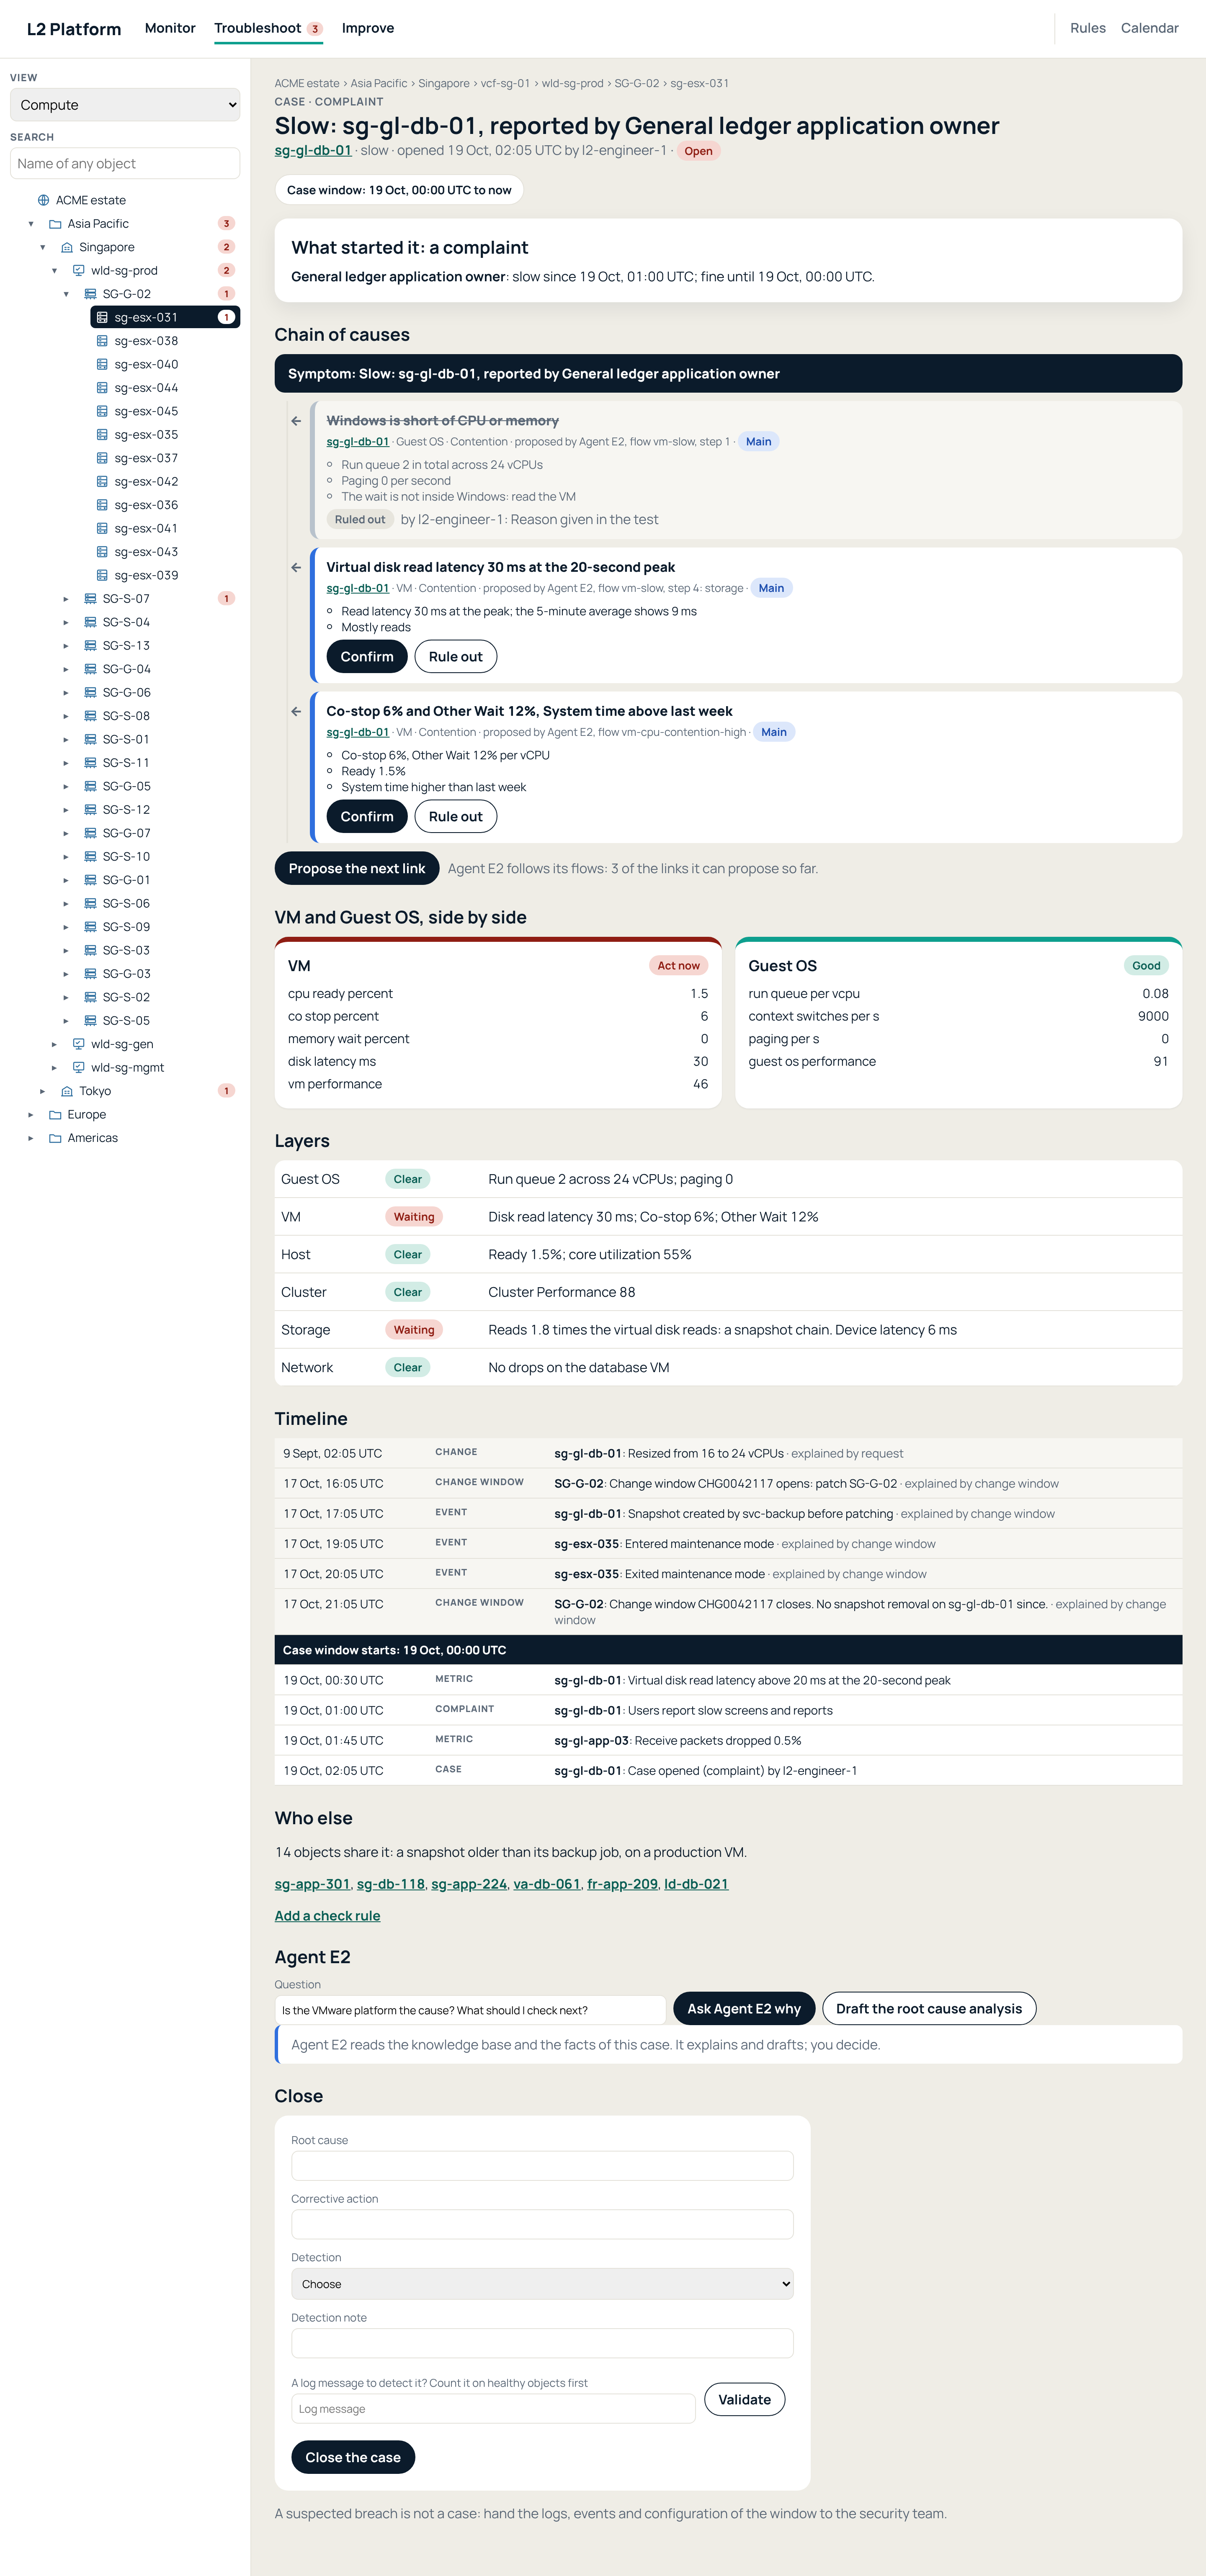 L2 Platform
Monitor
Troubleshoot 3
Improve
Rules
Calendar
VIEW
Compute
SEARCH
Name of any object
ACME estate
Asia Pacific 3
Singapore 2
wld-sg-prod 2
SG-G-02 1
sg-esx-031 1
sg-esx-038
sg-esx-040
sg-esx-044
sg-esx-045
sg-esx-035
sg-esx-037
sg-esx-042
sg-esx-036
sg-esx-041
sg-esx-043
sg-esx-039
SG-S-07 1
SG-S-04
SG-S-13
SG-G-04
SG-G-06
SG-S-08
SG-S-01
SG-S-11
SG-G-05
SG-S-12
SG-G-07
SG-S-10
SG-G-01
SG-S-06
SG-S-09
SG-S-03
SG-G-03
SG-S-02
SG-S-05
wld-sg-gen
wld-sg-mgmt
Tokyo 1
Europe
Americas
ACME estate › Asia Pacific › Singapore › vcf-sg-01 › wld-sg-prod › SG-G-02 › sg-esx-031
CASE · COMPLAINT
Slow: sg-gl-db-01, reported by General ledger application owner
sg-gl-db-01 · slow · opened 19 Oct, 02:05 UTC by l2-engineer-1 · Open
Case window: 19 Oct, 00:00 UTC to now
What started it: a complaint
General ledger application owner: slow since 19 Oct, 01:00 UTC; fine until 19 Oct, 00:00 UTC.
Chain of causes
Symptom: Slow: sg-gl-db-01, reported by General ledger application owner
Windows is short of CPU or memory
sg-gl-db-01 · Guest OS · Contention · proposed by Agent E2, flow vm-slow, step 1 · Main
Run queue 2 in total across 24 vCPUs
Paging 0 per second
The wait is not inside Windows: read the VM
Ruled out by l2-engineer-1: Reason given in the test
Virtual disk read latency 30 ms at the 20-second peak
sg-gl-db-01 · VM · Contention · proposed by Agent E2, flow vm-slow, step 4: storage · Main
Read latency 30 ms at the peak; the 5-minute average shows 9 ms
Mostly reads
Confirm
Rule out
Co-stop 6% and Other Wait 12%, System time above last week
sg-gl-db-01 · VM · Contention · proposed by Agent E2, flow vm-cpu-contention-high · Main
Co-stop 6%, Other Wait 12% per vCPU
Ready 1.5%
System time higher than last week
Confirm
Rule out
Propose the next link
Agent E2 follows its flows: 3 of the links it can propose so far.
VM and Guest OS, side by side
VM Act now
cpu ready percent 1.5
co stop percent 6
memory wait percent 0
disk latency ms 30
vm performance 46
Guest OS Good
run queue per vcpu 0.08
context switches per s 9000
paging per s 0
guest os performance 91
Layers
Guest OS Clear Run queue 2 across 24 vCPUs; paging 0
VM Waiting Disk read latency 30 ms; Co-stop 6%; Other Wait 12%
Host Clear Ready 1.5%; core utilization 55%
Cluster Clear Cluster Performance 88
Storage Waiting Reads 1.8 times the virtual disk reads: a snapshot chain. Device latency 6 ms
Network Clear No drops on the database VM
Timeline
9 Sept, 02:05 UTC CHANGE sg-gl-db-01: Resized from 16 to 24 vCPUs · explained by request
17 Oct, 16:05 UTC CHANGE WINDOW SG-G-02: Change window CHG0042117 opens: patch SG-G-02 · explained by change window
17 Oct, 17:05 UTC EVENT sg-gl-db-01: Snapshot created by svc-backup before patching · explained by change window
17 Oct, 19:05 UTC EVENT sg-esx-035: Entered maintenance mode · explained by change window
17 Oct, 20:05 UTC EVENT sg-esx-035: Exited maintenance mode · explained by change window
17 Oct, 21:05 UTC CHANGE WINDOW SG-G-02: Change window CHG0042117 closes. No snapshot removal on sg-gl-db-01 since. · explained by change
window
Case window starts: 19 Oct, 00:00 UTC
19 Oct, 00:30 UTC METRIC sg-gl-db-01: Virtual disk read latency above 20 ms at the 20-second peak
19 Oct, 01:00 UTC COMPLAINT sg-gl-db-01: Users report slow screens and reports
19 Oct, 01:45 UTC METRIC sg-gl-app-03: Receive packets dropped 0.5%
19 Oct, 02:05 UTC CASE sg-gl-db-01: Case opened (complaint) by l2-engineer-1
Who else
14 objects share it: a snapshot older than its backup job, on a production VM.
sg-app-301, sg-db-118, sg-app-224, va-db-061, fr-app-209, ld-db-021
Add a check rule
Agent E2
Question
Is the VMware platform the cause? What should I check next?
Ask Agent E2 why
Draft the root cause analysis
Agent E2 reads the knowledge base and the facts of this case. It explains and drafts; you decide.
Close
Root cause
Corrective action
Detection
Choose
Detection note
A log message to detect it? Count it on healthy objects first
Log message
Validate
Close the case
A suspected breach is not a case: hand the logs, events and configuration of the window to the security team.